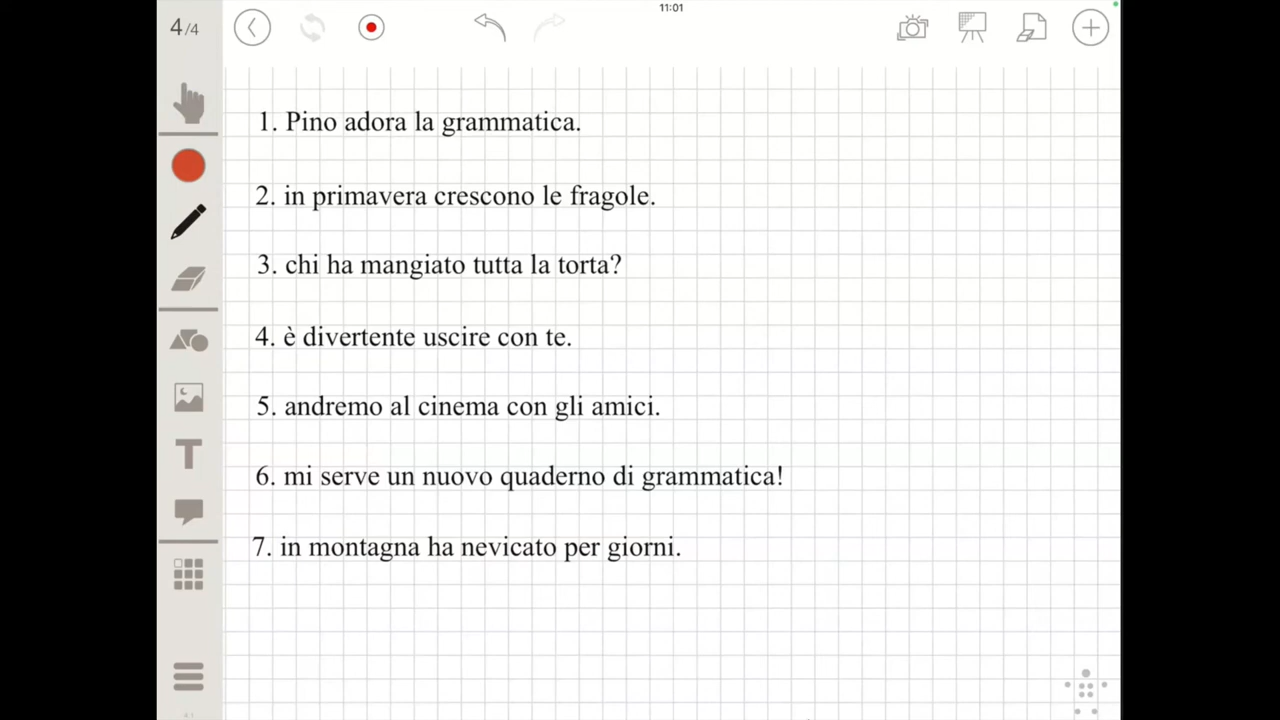 4/4
11:01
1. Pino adora la grammatica.
2. in primavera crescono le fragole.
3. chi ha mangiato tutta la torta?
4. è divertente uscire con te.
5. andremo al cinema con gli amici.
6. mi serve un nuovo quaderno di grammatica!
7. in montagna ha nevicato per giorni.
T